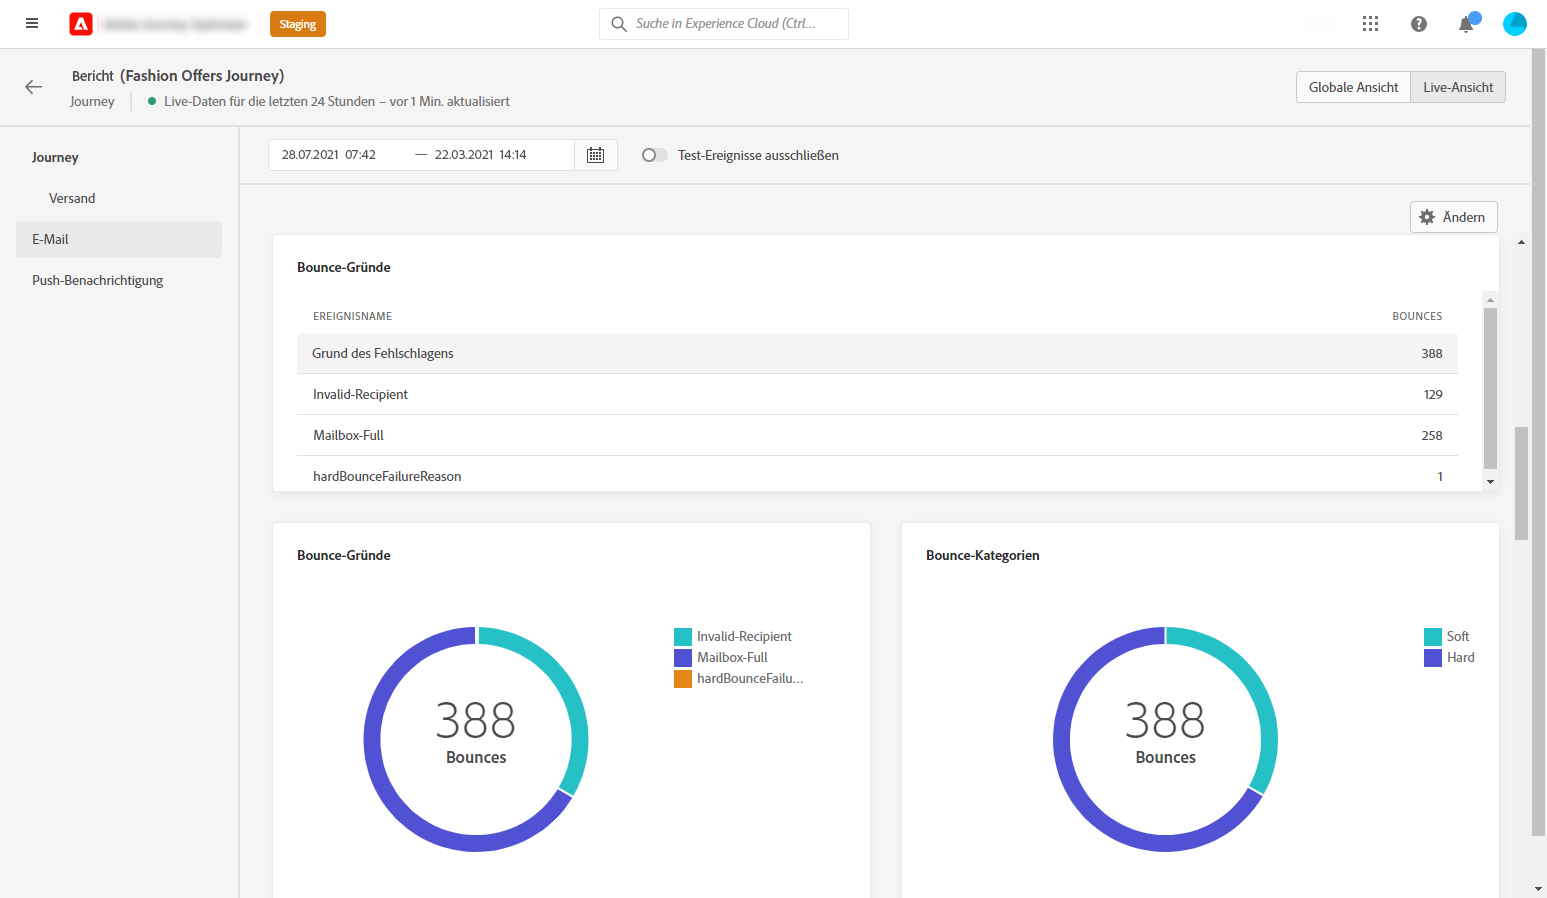 Staging
Suche in Experience Cloud (Ctrl...
Bericht (Fashion Offers Journey)
Journey
Live-Daten für die letzten 24 Stunden – vor 1 Min. aktualisiert
Globale Ansicht
Live-Ansicht
Journey
Versand
E-Mail
Push-Benachrichtigung
28.07.2021 07:42 — 22.03.2021 14:14
Test-Ereignisse ausschließen
Ändern
Bounce-Gründe
EREIGNISNAME BOUNCES
Grund des Fehlschlagens 388
Invalid-Recipient 129
Mailbox-Full 258
hardBounceFailureReason 1
Bounce-Gründe
388
Bounces
Invalid-Recipient
Mailbox-Full
hardBounceFailu...
Bounce-Kategorien
388
Bounces
Soft
Hard